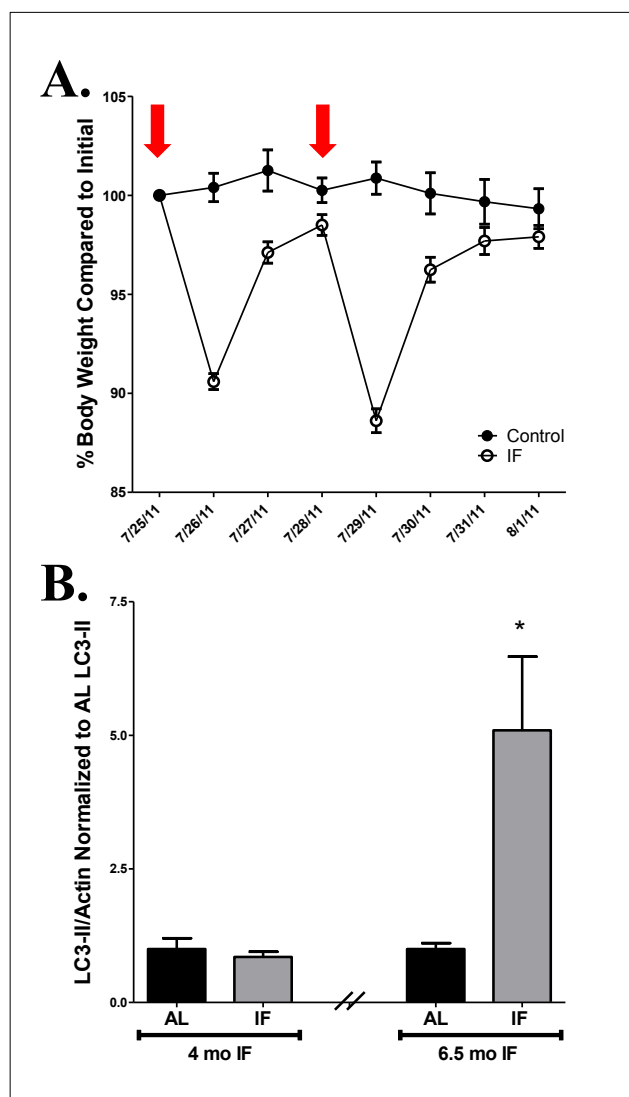 A.
% Body Weight Compared to Initial
105
100
95
90
85
Control
IF
7/25/11
7/26/11
7/27/11
7/28/11
7/29/11
7/30/11
7/31/11
8/1/11
B.
LC3-II/Actin Normalized to AL LC3-II
7.5
5.0
2.5
0.0
*
AL IF AL IF
4 mo IF 6.5 mo IF